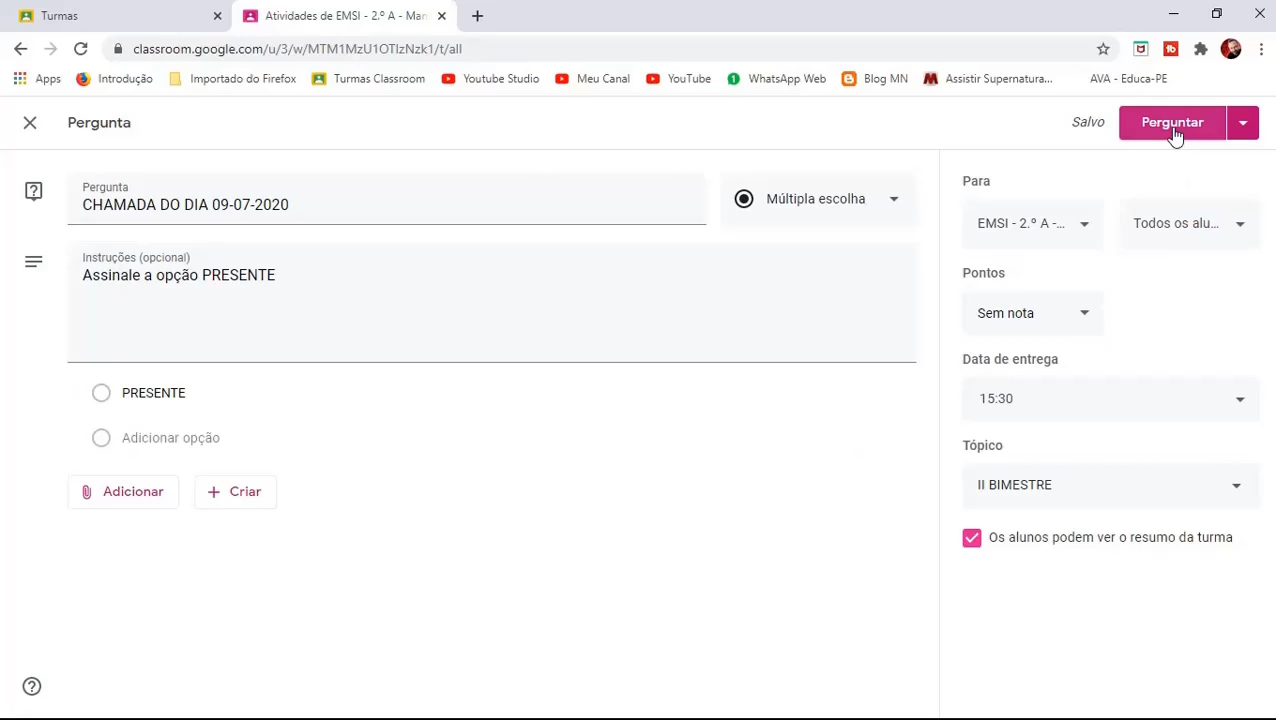 Turmas
Atividades de EMSI - 2.º A - Man
classroom.google.com/u/3/w/MTM1MzU1OTIzNzk1/t/all
Apps Introdução Importado do Firefox Turmas Classroom Youtube Studio Meu Canal YouTube WhatsApp Web Blog MN Assistir Supernatura... AVA - Educa-PE
Pergunta
Salvo
Perguntar
Pergunta
CHAMADA DO DIA 09-07-2020
Múltipla escolha
Instruções (opcional)
Assinale a opção PRESENTE
PRESENTE
Adicionar opção
Adicionar
Criar
Para
EMSI - 2.º A -...
Todos os alu...
Pontos
Sem nota
Data de entrega
15:30
Tópico
II BIMESTRE
Os alunos podem ver o resumo da turma